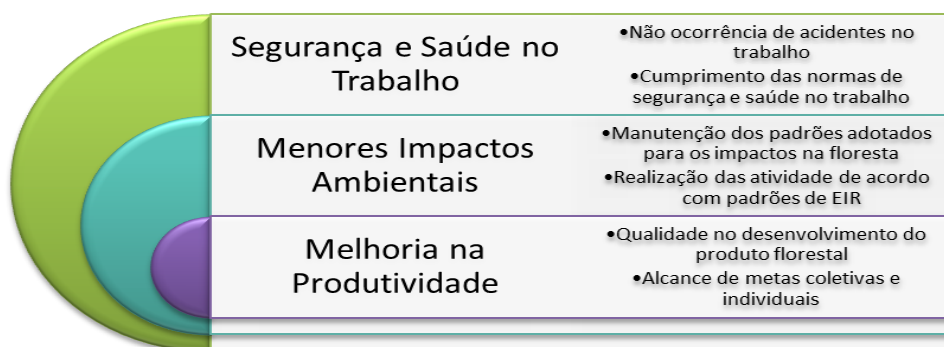 Segurança e Saúde no
Trabalho
•Não ocorrência de acidentes no
trabalho
•Cumprimento das normas de
segurança e saúde no trabalho
Menores Impactos
Ambientais
•Manutenção dos padrões adotados
para os impactos na floresta
•Realização das atividade de acordo
com padrões de EIR
Melhoria na
Produtividade
•Qualidade no desenvolvimento do
produto florestal
•Alcance de metas coletivas e
individuais